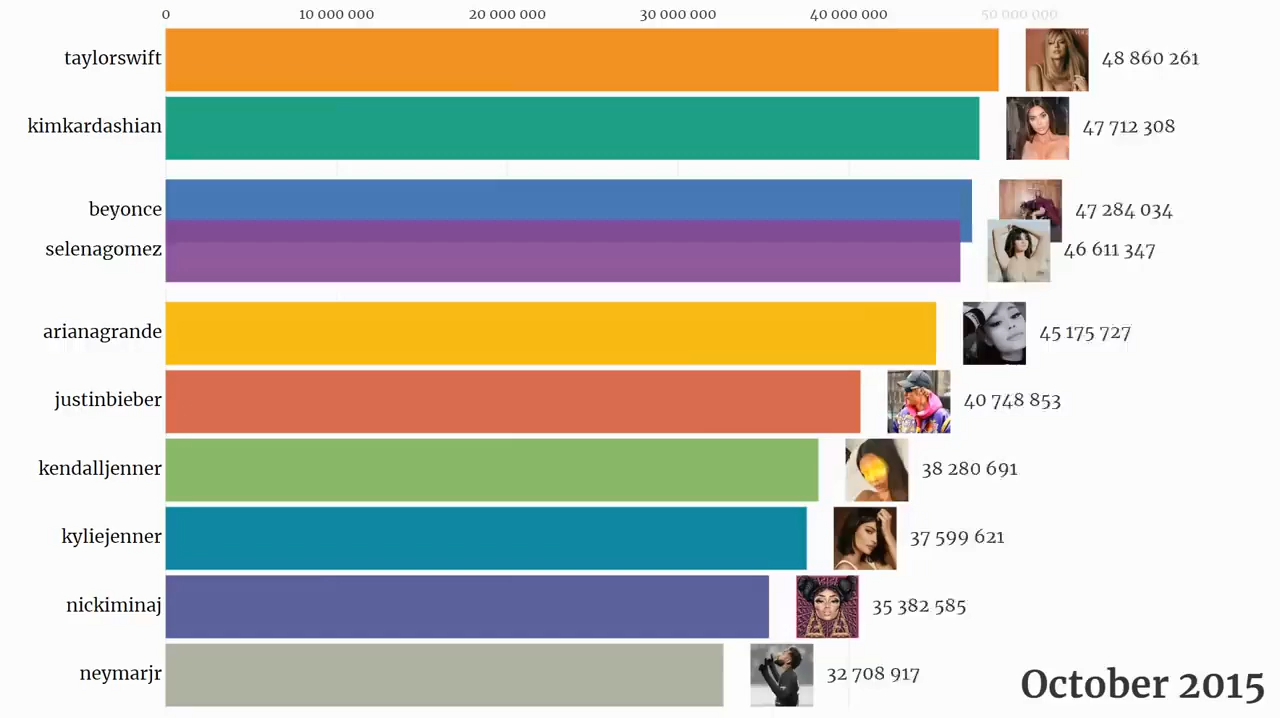 0 10 000 000 20 000 000 30 000 000 40 000 000 50 000 000
taylorswift 48 860 261
kimkardashian 47 712 308
beyonce 47 284 034
selenagomez 46 611 347
arianagrande 45 175 727
justinbieber 40 748 853
kendalljenner 38 280 691
kyliejenner 37 599 621
nickiminaj 35 382 585
neymarjr 32 708 917
October 2015